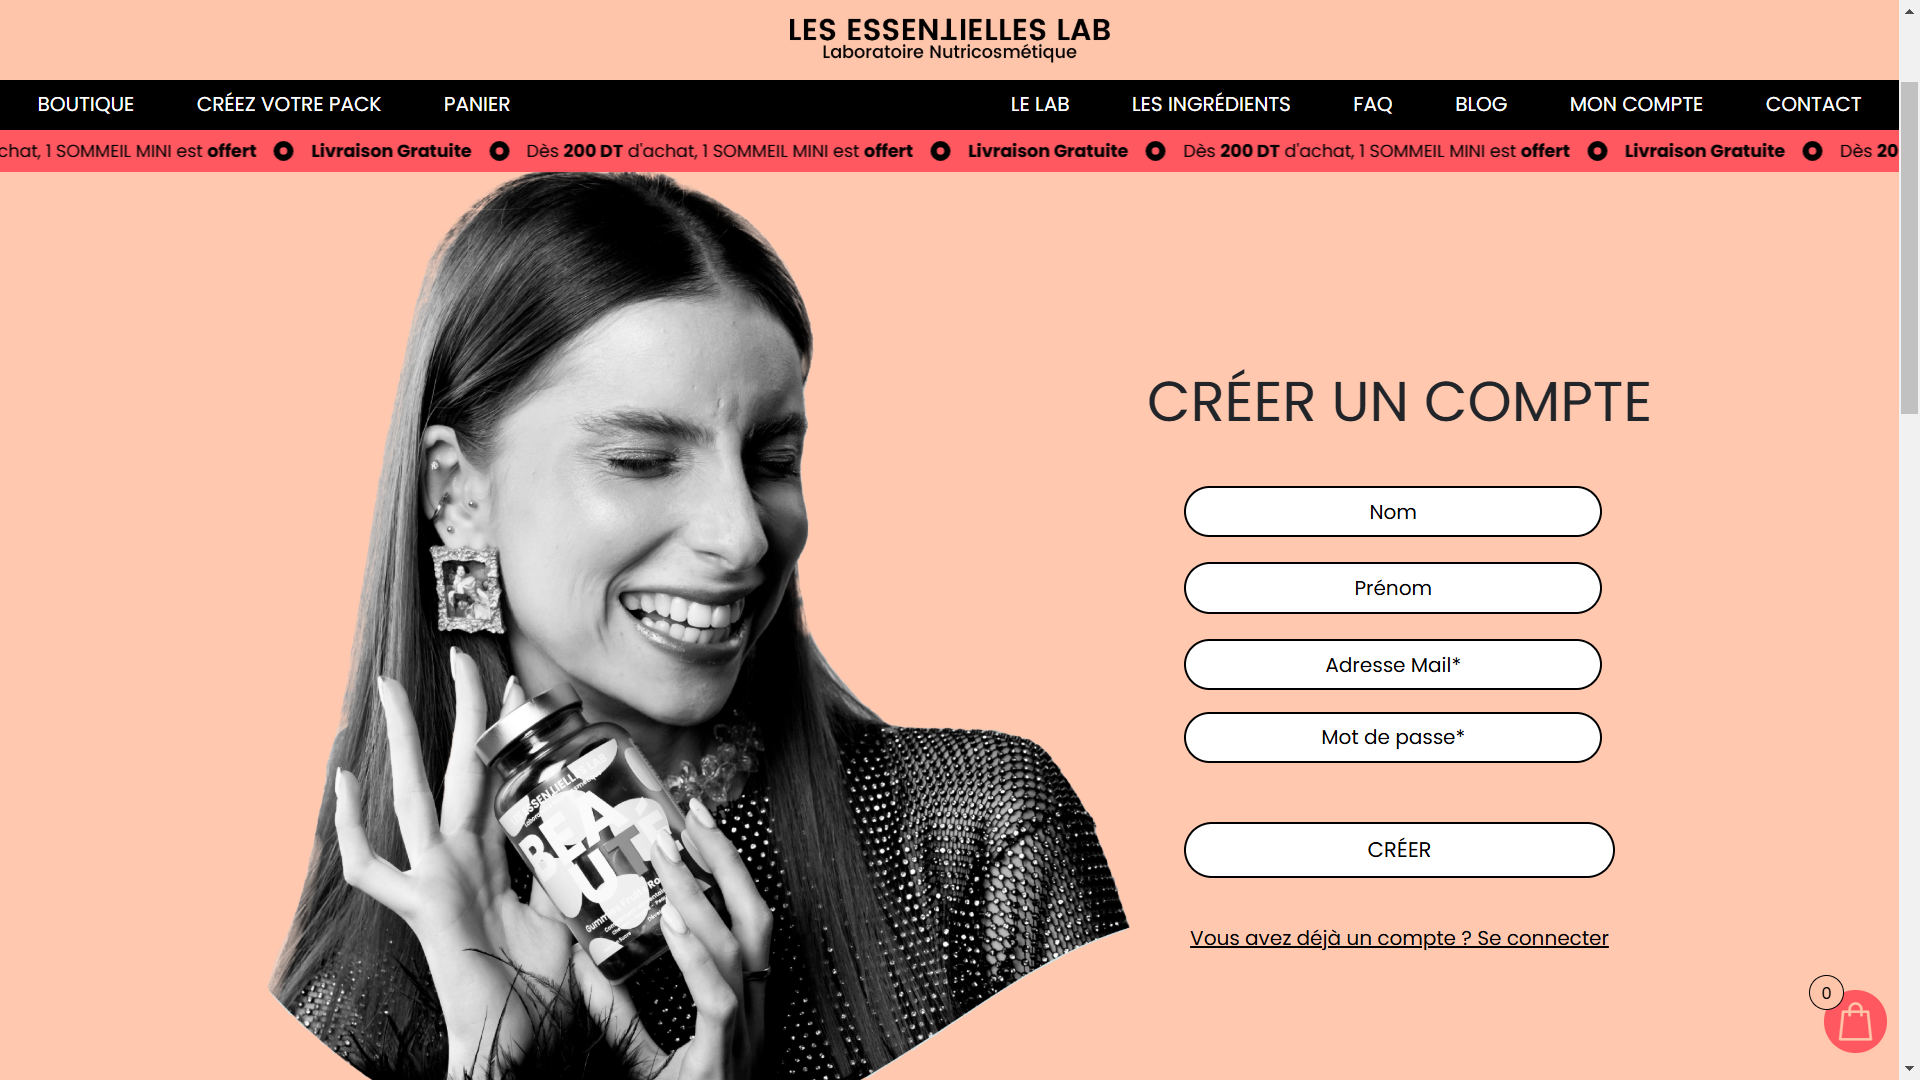 LES ESSENTIELLES LAB
Laboratoire Nutricosmétique
BOUTIQUE CRÉEZ VOTRE PACK PANIER LE LAB LES INGRÉDIENTS FAQ BLOG MON COMPTE CONTACT
chat, 1 SOMMEIL MINI est offert Livraison Gratuite Dès 200 DT d'achat, 1 SOMMEIL MINI est offert Livraison Gratuite Dès 200 DT d'achat, 1 SOMMEIL MINI est offert Livraison Gratuite Dès 20
CRÉER UN COMPTE
Nom
Prénom
Adresse Mail*
Mot de passe*
CRÉER
Vous avez déjà un compte ? Se connecter
0
BEA
UTÉ